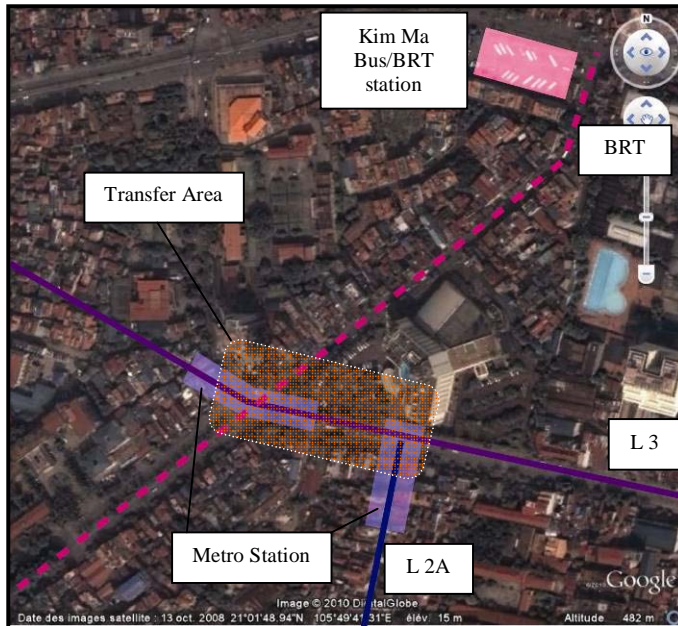 N
Kim Ma
Bus/BRT
station
BRT
Transfer Area
L 3
Metro Station
L 2A
Image © 2010 DigitalGlobe
©2010 Google
Date des images satellite : 13 oct. 2008 21°01'48.94"N 105°49'41.31"E élév. 15 m Altitude 482 m